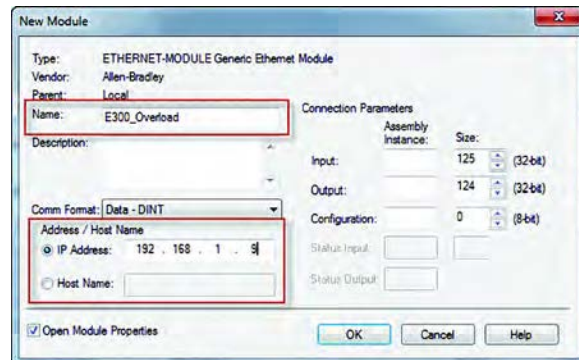 New Module
Type: ETHERNET-MODULE Generic Ethernet Module
Vendor: Allen-Bradley
Parent: Local
Name: E300_Overload
Description:
Comm Format: Data - DINT
Address / Host Name
IP Address: 192 . 168 . 1 . 9
Host Name:
Connection Parameters
Assembly
Instance: Size:
Input: 125 (32-bit)
Output: 124 (32-bit)
Configuration: 0 (8-bit)
Status Input:
Status Output:
Open Module Properties
OK Cancel Help